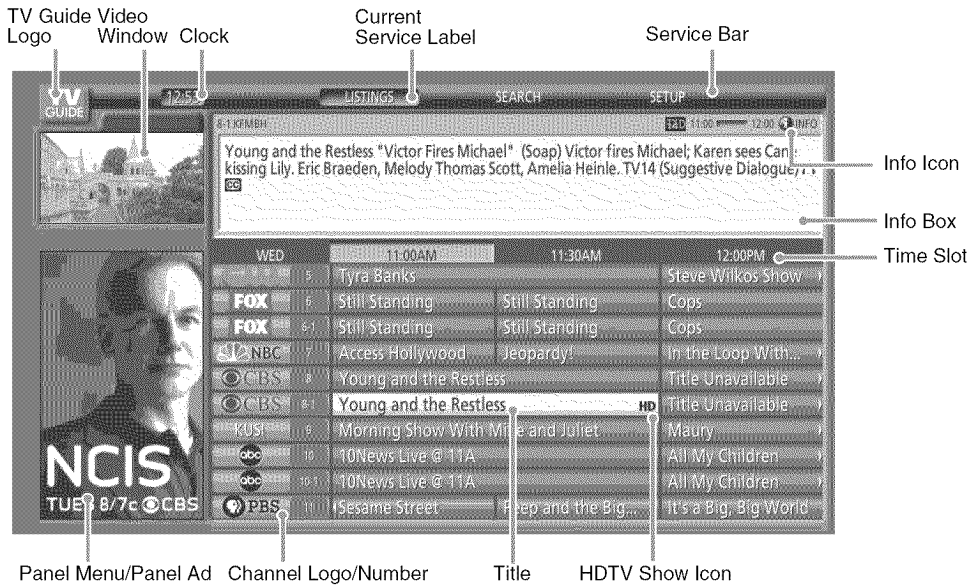 TV Guide Video
Logo Window Clock
Current
Service Label
Service Bar
TV
GUIDE
12:53
LISTINGS
SEARCH
SETUP
8-1 KFMBH
11:00 12:00 INFO
Young and the Restless "Victor Fires Michael" (Soap) Victor fires Michael; Karen sees Cane
kissing Lily. Eric Braeden, Melody Thomas Scott, Amelia Heinle. TV14 (Suggestive Dialogue)
CC
Info Icon
Info Box
WED 11:00AM 11:30AM 12:00PM
Time Slot
5 Tyra Banks Steve Wilkos Show
FOX 6 Still Standing Still Standing Cops
FOX 6-1 Still Standing Still Standing Cops
NBC 7 Access Hollywood Jeopardy! In the Loop With...
CBS 8 Young and the Restless Title Unavailable
CBS 8-1 Young and the Restless HD Title Unavailable
KUSI 9 Morning Show With Mike and Juliet Maury
abc 10 10News Live @ 11A All My Children
abc 10-1 10News Live @ 11A All My Children
PBS 11 Sesame Street Peep and the Big... It's a Big, Big World
NCIS
TUES 8/7c CBS
Panel Menu/Panel Ad Channel Logo/Number Title HDTV Show Icon